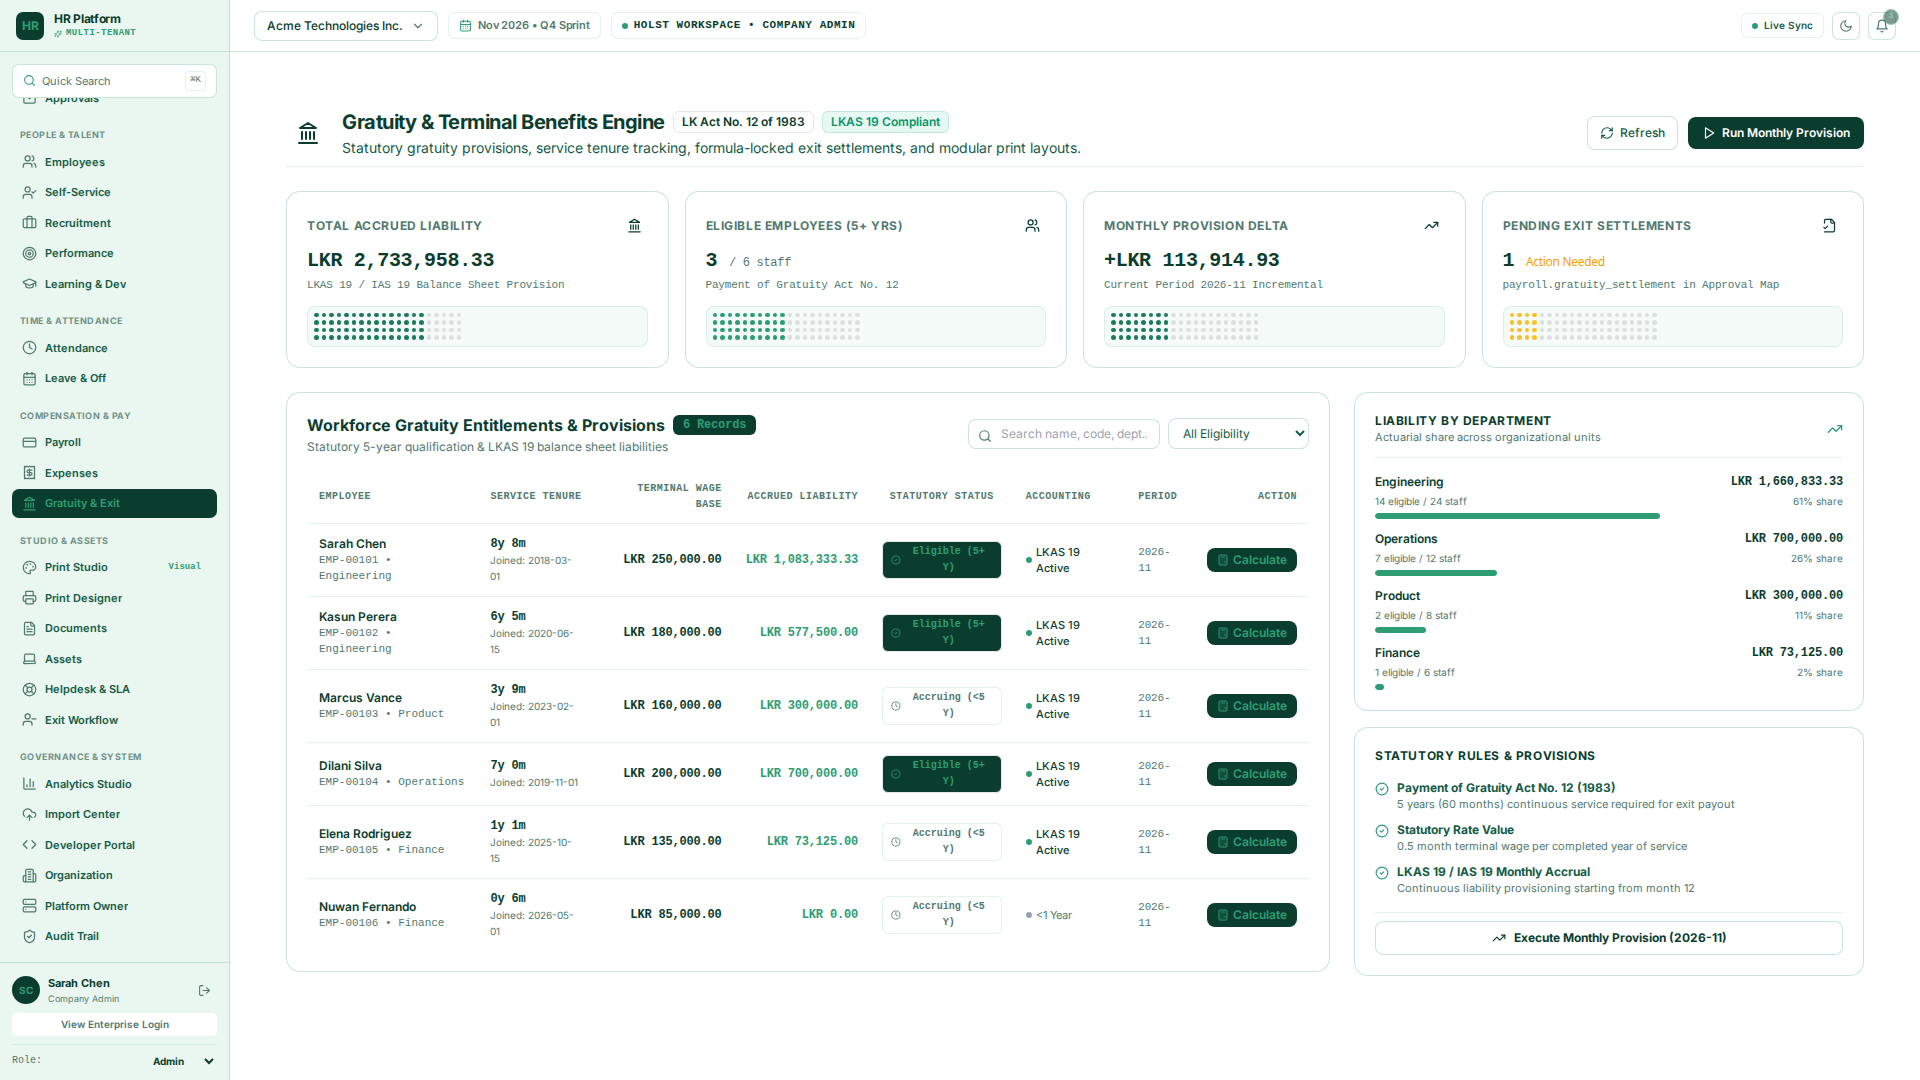 HR
HR Platform
MULTI-TENANT
Quick Search
⌘K
Approvals
PEOPLE & TALENT
Employees
Self-Service
Recruitment
Performance
Learning & Dev
TIME & ATTENDANCE
Attendance
Leave & Off
COMPENSATION & PAY
Payroll
Expenses
Gratuity & Exit
STUDIO & ASSETS
Print Studio Visual
Print Designer
Documents
Assets
Helpdesk & SLA
Exit Workflow
GOVERNANCE & SYSTEM
Analytics Studio
Import Center
Developer Portal
Organization
Platform Owner
Audit Trail
SC
Sarah Chen
Company Admin
View Enterprise Login
Role: Admin
Acme Technologies Inc.
Nov 2026 • Q4 Sprint
HOLST WORKSPACE • COMPANY ADMIN
Live Sync
Gratuity & Terminal Benefits Engine LK Act No. 12 of 1983 LKAS 19 Compliant
Statutory gratuity provisions, service tenure tracking, formula-locked exit settlements, and modular print layouts.
Refresh
Run Monthly Provision
TOTAL ACCRUED LIABILITY
LKR 2,733,958.33
LKAS 19 / IAS 19 Balance Sheet Provision
ELIGIBLE EMPLOYEES (5+ YRS)
3 / 6 staff
Payment of Gratuity Act No. 12
MONTHLY PROVISION DELTA
+LKR 113,914.93
Current Period 2026-11 Incremental
PENDING EXIT SETTLEMENTS
1 Action Needed
payroll.gratuity_settlement in Approval Map
Workforce Gratuity Entitlements & Provisions 6 Records
Statutory 5-year qualification & LKAS 19 balance sheet liabilities
Search name, code, dept..
All Eligibility
EMPLOYEE SERVICE TENURE TERMINAL WAGE BASE ACCRUED LIABILITY STATUTORY STATUS ACCOUNTING PERIOD ACTION
Sarah Chen
EMP-00101 •
Engineering
8y 8m
Joined: 2018-03-
01
LKR 250,000.00
LKR 1,083,333.33
Eligible (5+
Y)
LKAS 19
Active
2026-
11
Calculate
Kasun Perera
EMP-00102 •
Engineering
6y 5m
Joined: 2020-06-
15
LKR 180,000.00
LKR 577,500.00
Eligible (5+
Y)
LKAS 19
Active
2026-
11
Calculate
Marcus Vance
EMP-00103 • Product
3y 9m
Joined: 2023-02-
01
LKR 160,000.00
LKR 300,000.00
Accruing (<5
Y)
LKAS 19
Active
2026-
11
Calculate
Dilani Silva
EMP-00104 • Operations
7y 0m
Joined: 2019-11-01
LKR 200,000.00
LKR 700,000.00
Eligible (5+
Y)
LKAS 19
Active
2026-
11
Calculate
Elena Rodriguez
EMP-00105 • Finance
1y 1m
Joined: 2025-10-
15
LKR 135,000.00
LKR 73,125.00
Accruing (<5
Y)
LKAS 19
Active
2026-
11
Calculate
Nuwan Fernando
EMP-00106 • Finance
0y 6m
Joined: 2026-05-
01
LKR 85,000.00
LKR 0.00
Accruing (<5
Y)
<1 Year
2026-
11
Calculate
LIABILITY BY DEPARTMENT
Actuarial share across organizational units
Engineering LKR 1,660,833.33
14 eligible / 24 staff 61% share
Operations LKR 700,000.00
7 eligible / 12 staff 26% share
Product LKR 300,000.00
2 eligible / 8 staff 11% share
Finance LKR 73,125.00
1 eligible / 6 staff 2% share
STATUTORY RULES & PROVISIONS
Payment of Gratuity Act No. 12 (1983)
5 years (60 months) continuous service required for exit payout
Statutory Rate Value
0.5 month terminal wage per completed year of service
LKAS 19 / IAS 19 Monthly Accrual
Continuous liability provisioning starting from month 12
Execute Monthly Provision (2026-11)